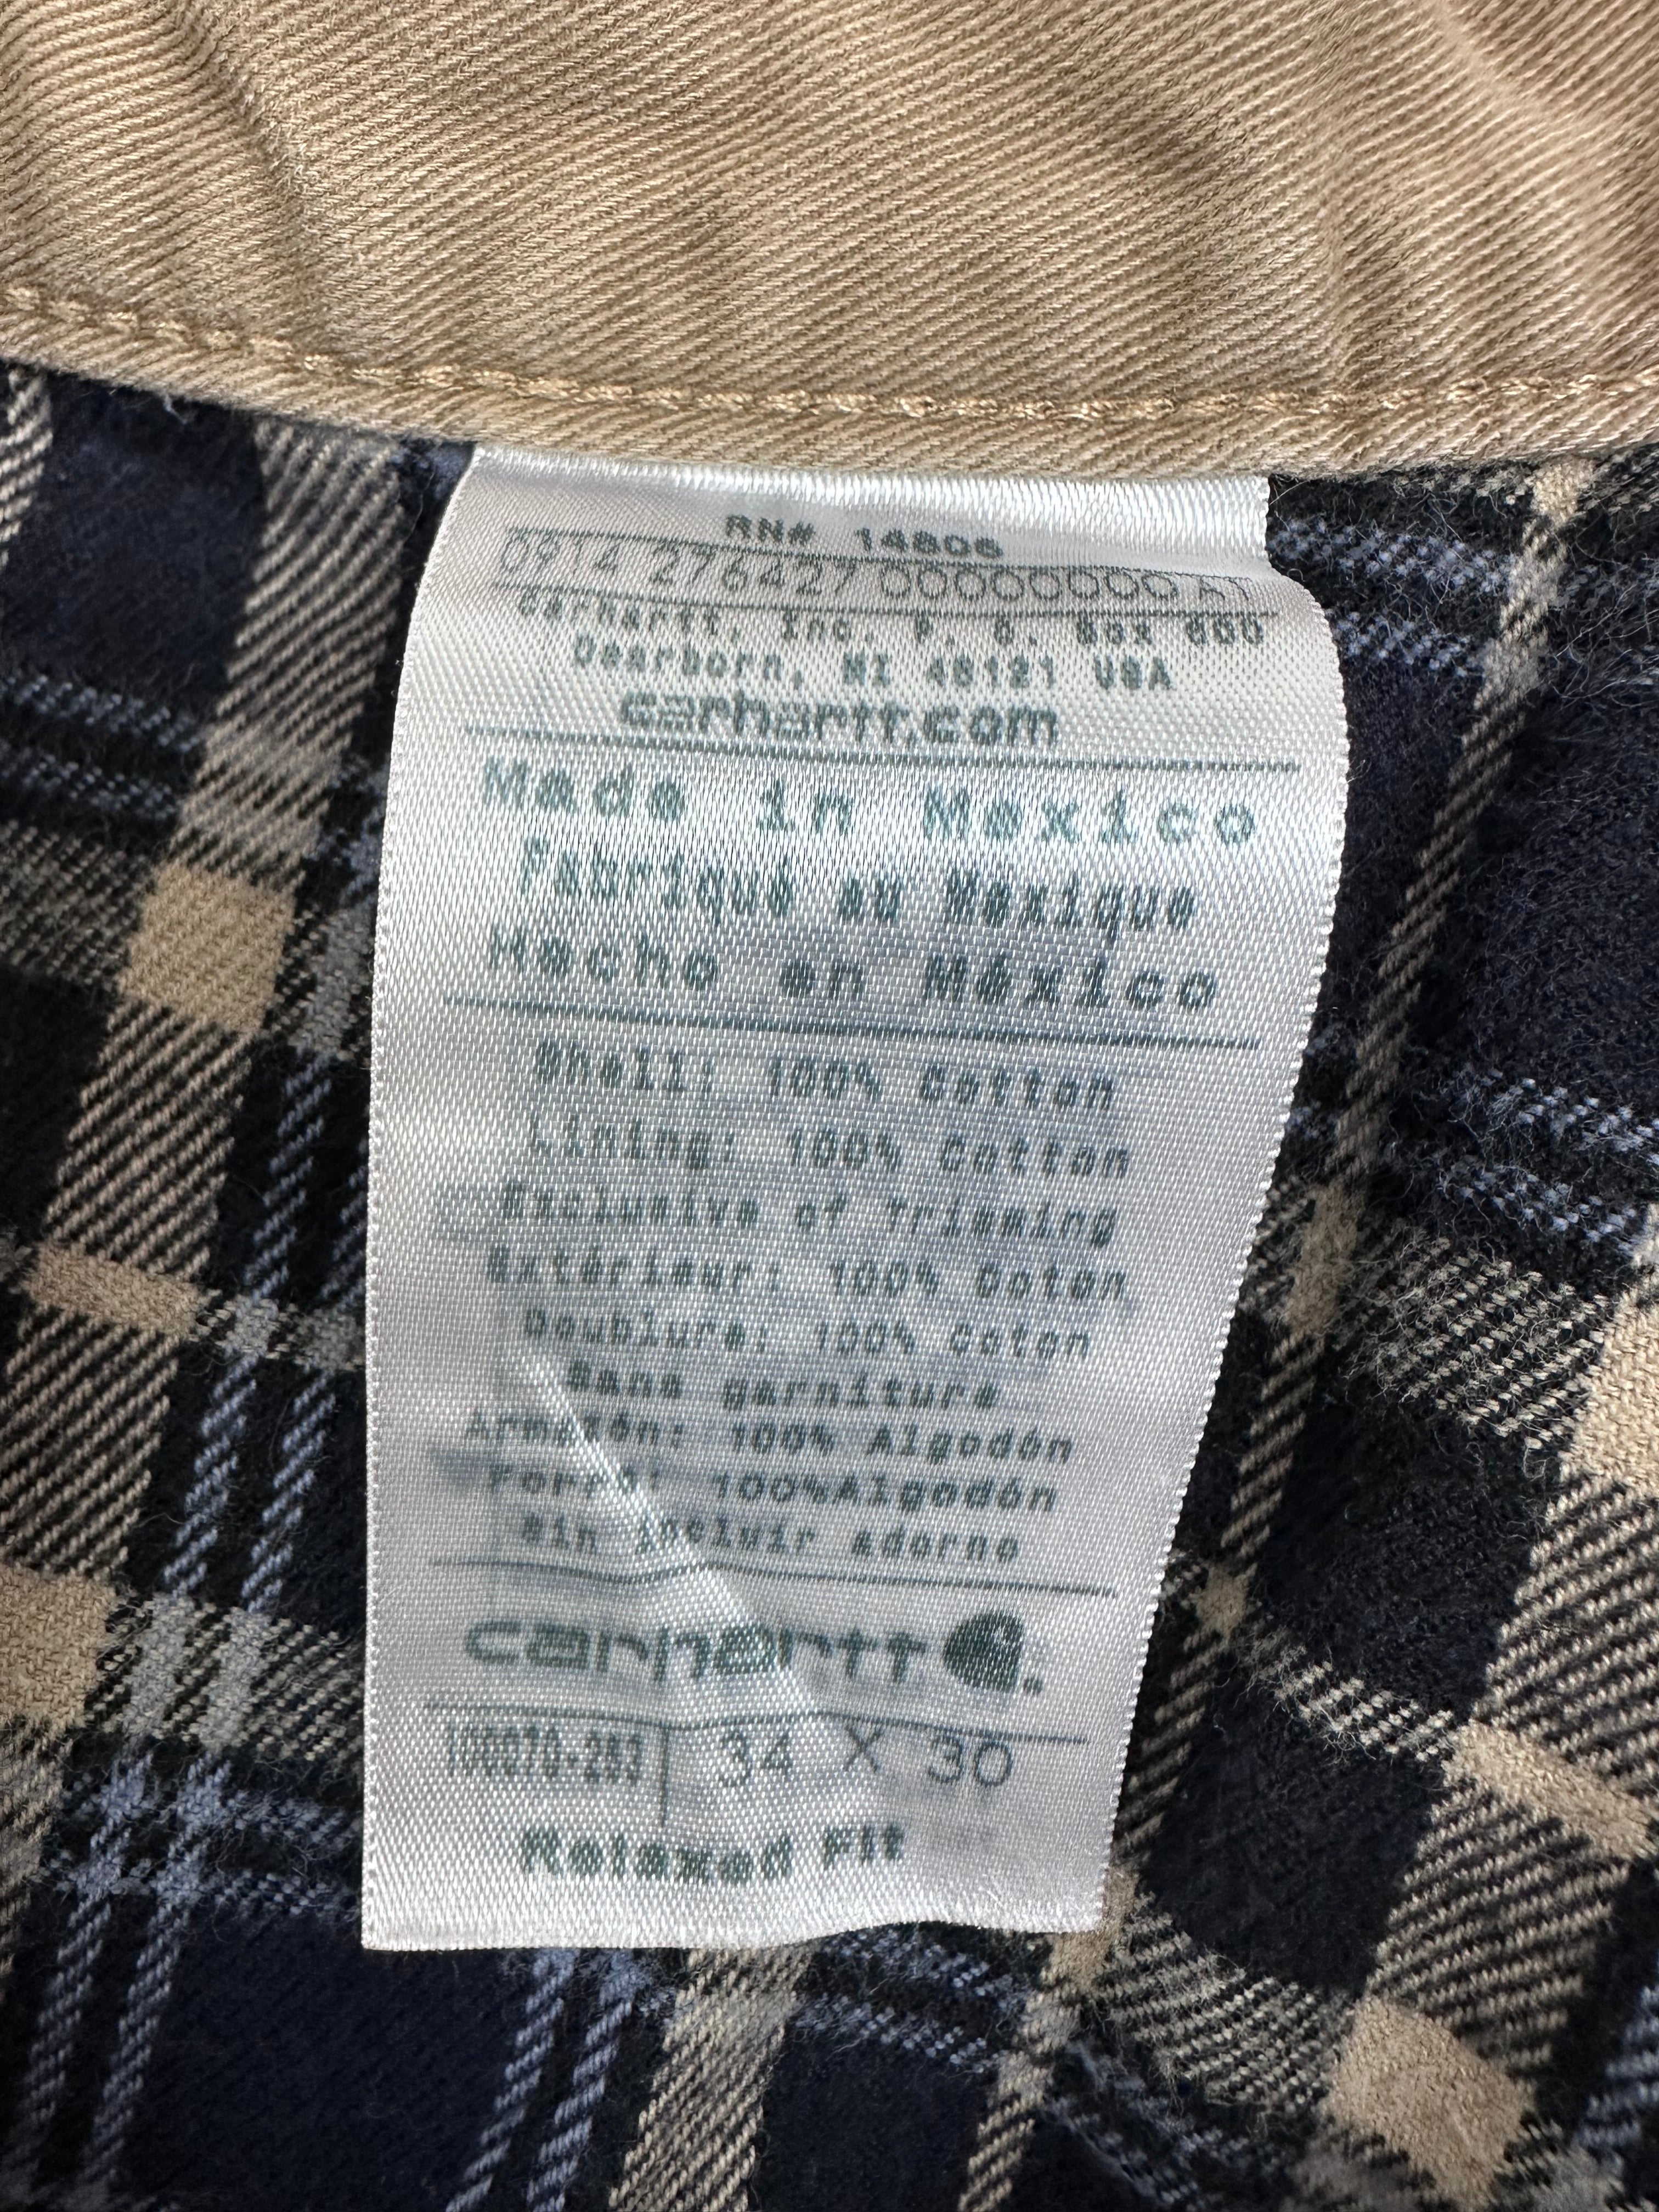 RN# 14806
0914 276427 000000000 AT
Carhartt, Inc. P. O. Box 600
Dearborn, MI 48121 USA
carhartt.com
Made in Mexico
Fabriqué au Mexique
Hecho en México
Shell: 100% Cotton
Lining: 100% Cotton
Exclusive of Trimming
Extérieur: 100% Coton
Doublure: 100% Coton
Sans garniture
Armazón: 100% Algodón
100%Algodón
Sin incluir adorno
carhartt
34 X 30
Relaxed Fit